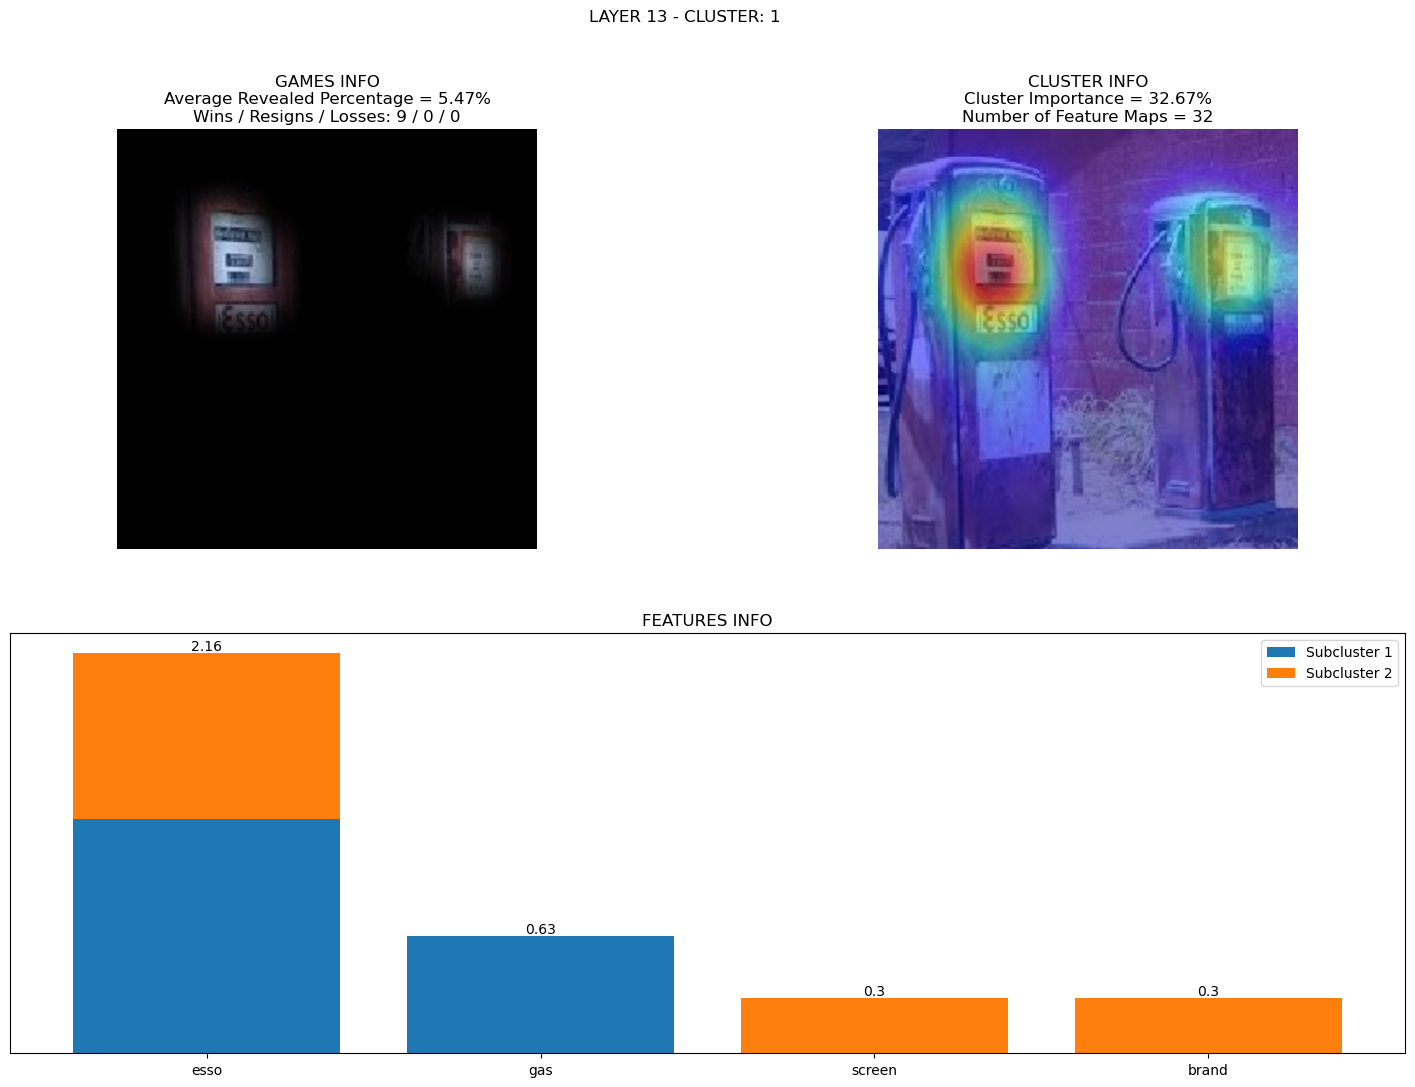 LAYER 13 - CLUSTER: 1
GAMES INFO
Average Revealed Percentage = 5.47%
Wins / Resigns / Losses: 9 / 0 / 0
CLUSTER INFO
Cluster Importance = 32.67%
Number of Feature Maps = 32
ESSO
ESSO
FEATURES INFO
Subcluster 1
Subcluster 2
2.16
0.63
0.3
0.3
esso
gas
screen
brand